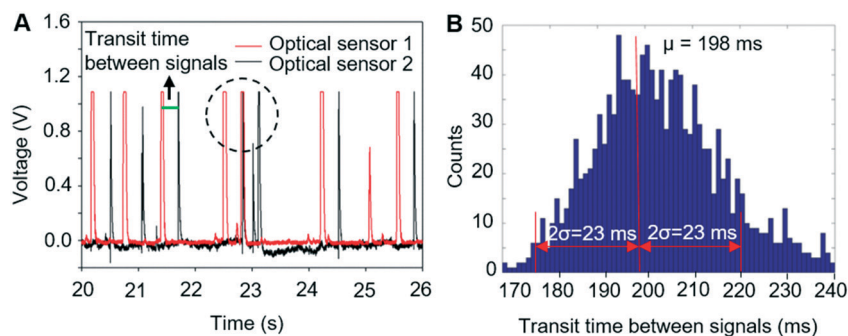 A
Transit time
between signals
Optical sensor 1
Optical sensor 2
Voltage (V)
1.6
1.2
0.8
0.4
0.0
20 21 22 23 24 25 26
Time (s)
B
μ = 198 ms
Counts
50
40
30
20
10
0
2σ=23 ms 2σ=23 ms
170 180 190 200 210 220 230 240
Transit time between signals (ms)